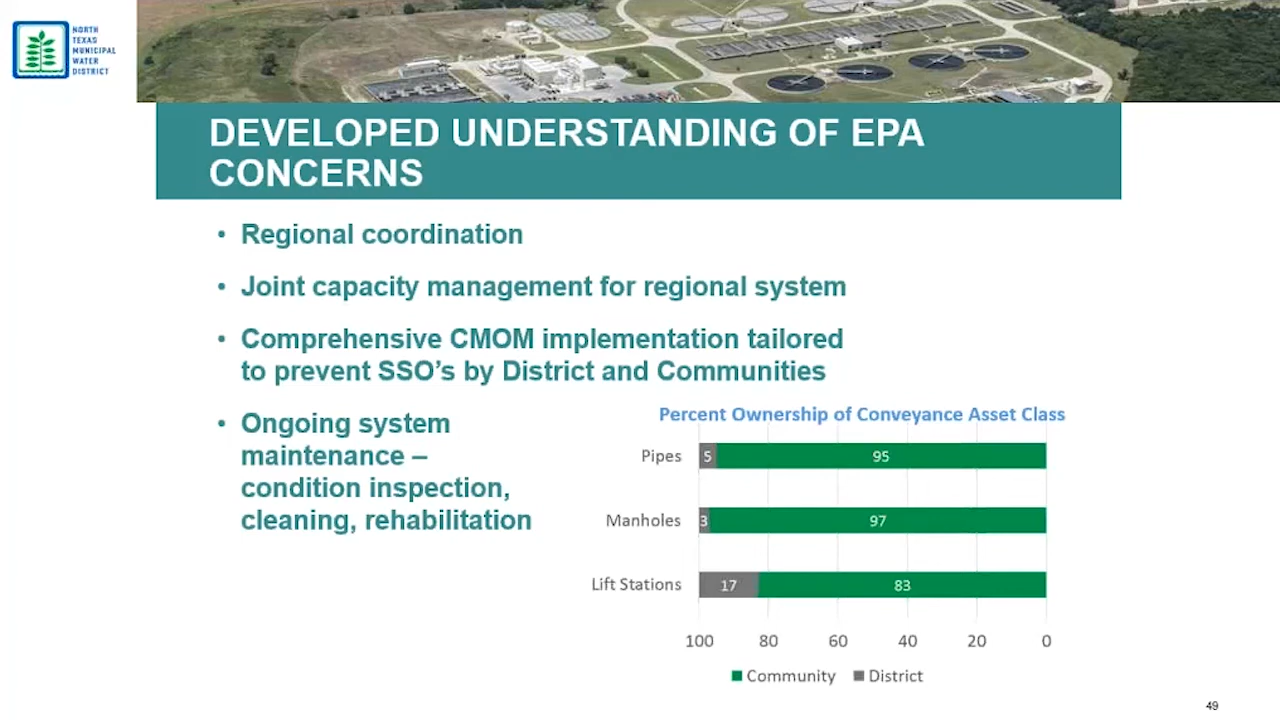 NORTH
TEXAS
MUNICIPAL
WATER
DISTRICT
DEVELOPED UNDERSTANDING OF EPA
CONCERNS
• Regional coordination
• Joint capacity management for regional system
• Comprehensive CMOM implementation tailored
to prevent SSO’s by District and Communities
• Ongoing system
maintenance –
condition inspection,
cleaning, rehabilitation
Percent Ownership of Conveyance Asset Class
Pipes 5 95
Manholes 3 97
Lift Stations 17 83
100 80 60 40 20 0
Community District
49